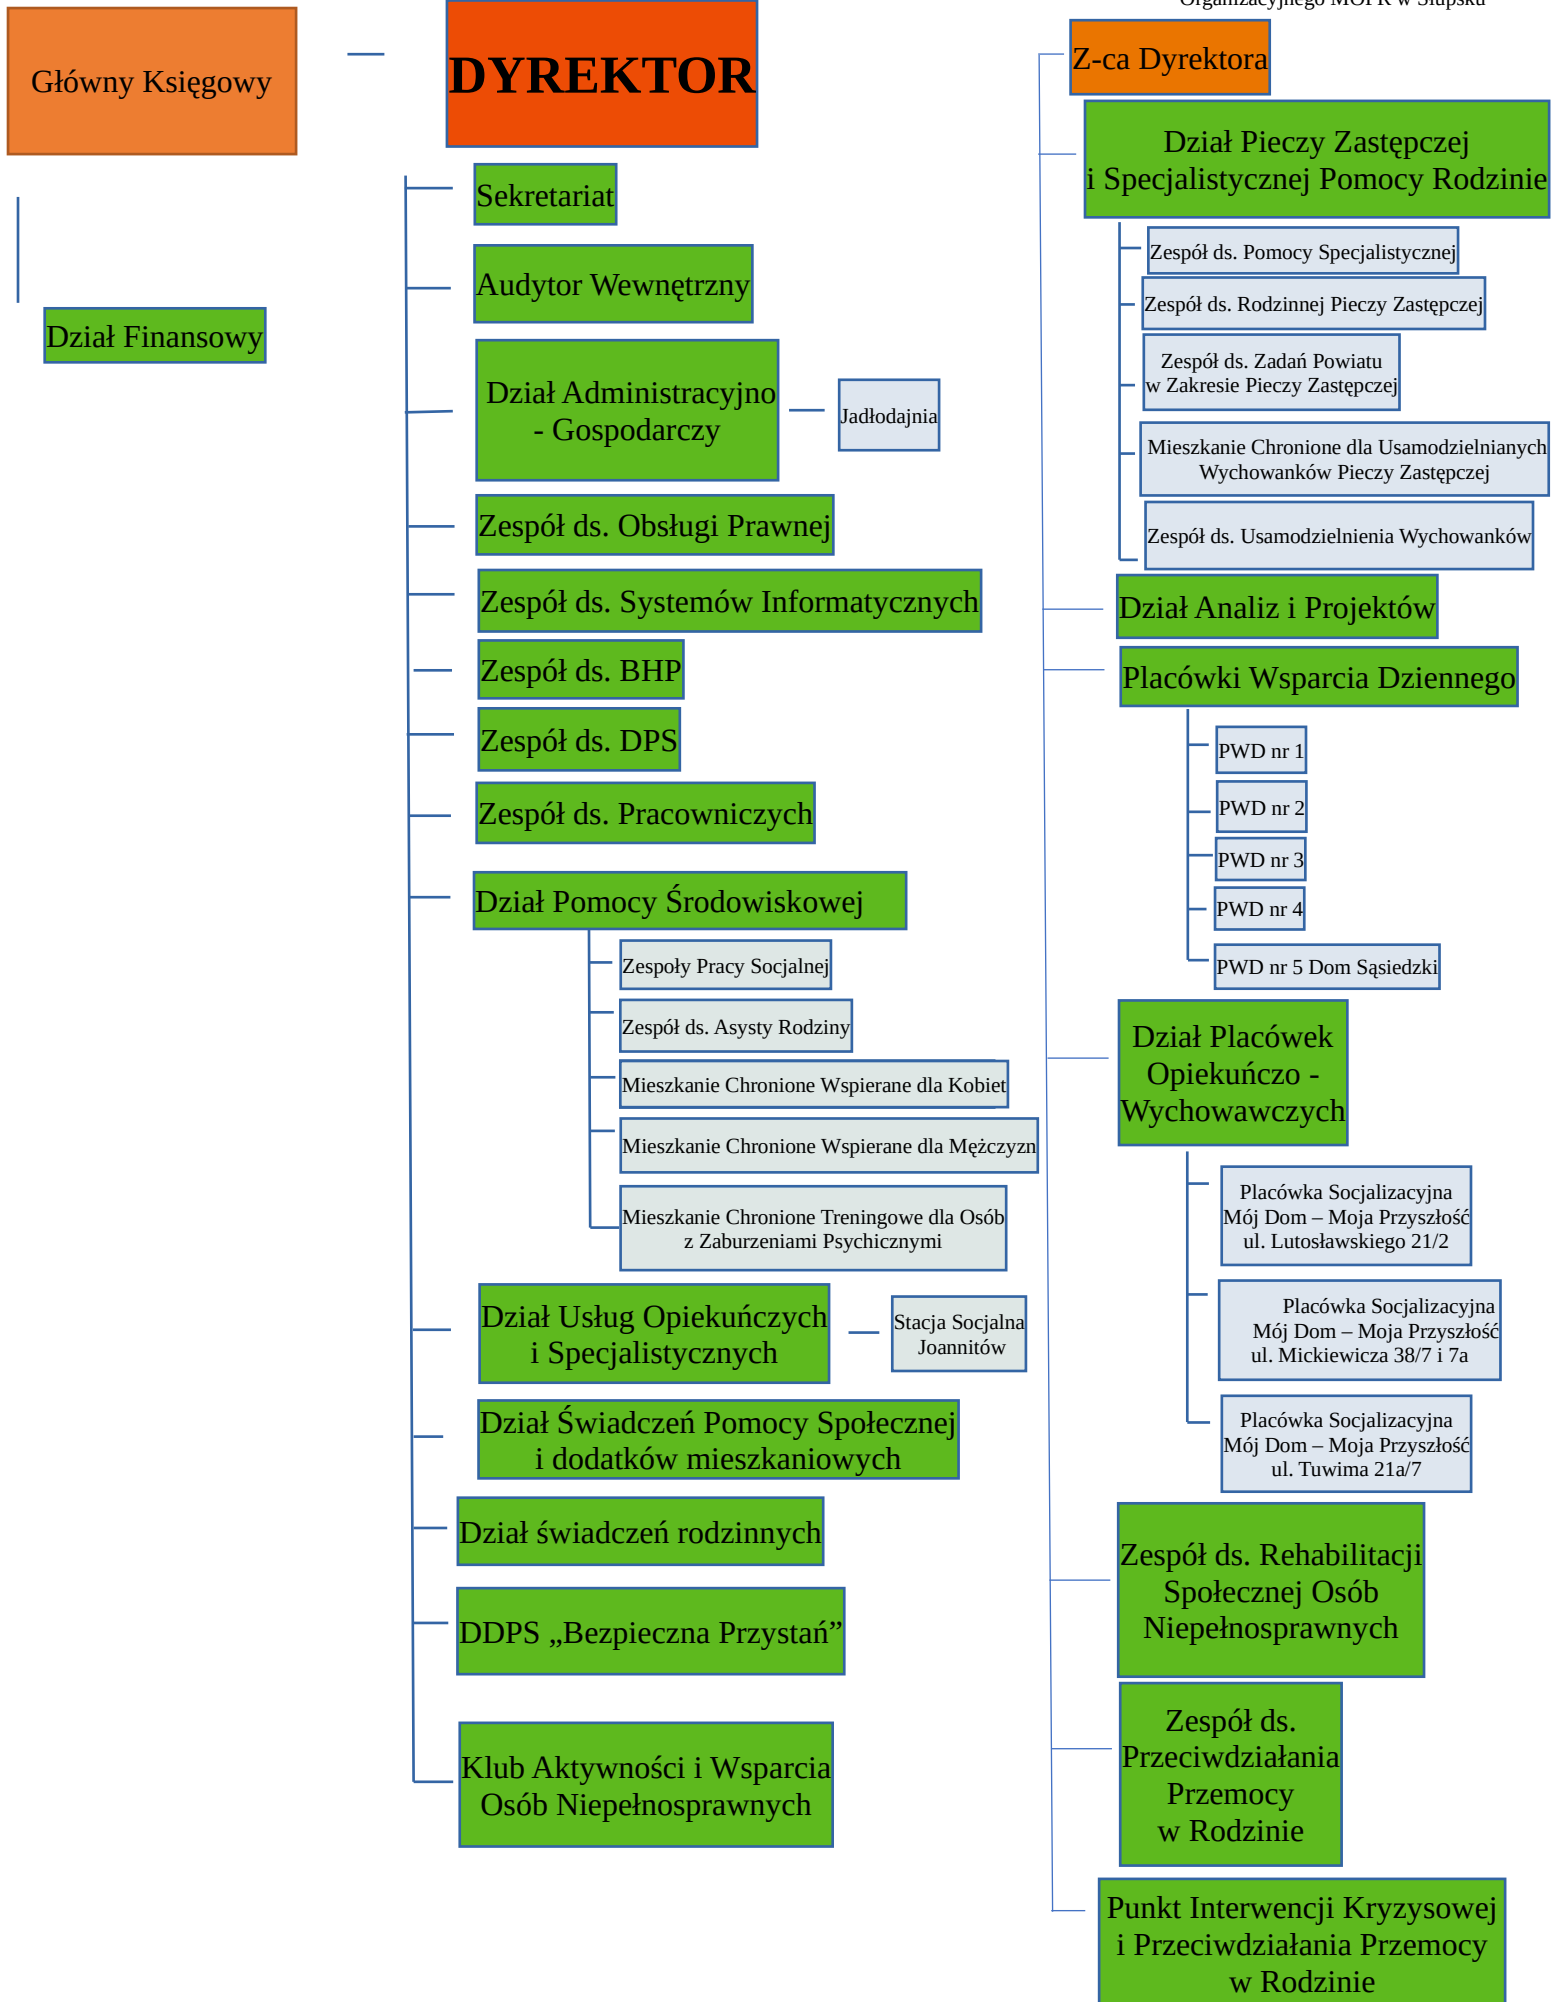 Organizacyjnego MOPR w Słupsku
Główny Księgowy
Dział Finansowy
DYREKTOR
Sekretariat
Audytor Wewnętrzny
Dział Administracyjno
- Gospodarczy
Jadłodajnia
Zespół ds. Obsługi Prawnej
Zespół ds. Systemów Informatycznych
Zespół ds. BHP
Zespół ds. DPS
Zespół ds. Pracowniczych
Dział Pomocy Środowiskowej
Zespoły Pracy Socjalnej
Zespół ds. Asysty Rodziny
Mieszkanie Chronione Wspierane dla Kobiet
Mieszkanie Chronione Wspierane dla Mężczyzn
Mieszkanie Chronione Treningowe dla Osób
z Zaburzeniami Psychicznymi
Dział Usług Opiekuńczych
i Specjalistycznych
Stacja Socjalna
Joannitów
Dział Świadczeń Pomocy Społecznej
i dodatków mieszkaniowych
Dział świadczeń rodzinnych
DDPS „Bezpieczna Przystań”
Klub Aktywności i Wsparcia
Osób Niepełnosprawnych
Z-ca Dyrektora
Dział Pieczy Zastępczej
i Specjalistycznej Pomocy Rodzinie
Zespół ds. Pomocy Specjalistycznej
Zespół ds. Rodzinnej Pieczy Zastępczej
Zespół ds. Zadań Powiatu
w Zakresie Pieczy Zastępczej
Mieszkanie Chronione dla Usamodzielnianych
Wychowanków Pieczy Zastępczej
Zespół ds. Usamodzielnienia Wychowanków
Dział Analiz i Projektów
Placówki Wsparcia Dziennego
PWD nr 1
PWD nr 2
PWD nr 3
PWD nr 4
PWD nr 5 Dom Sąsiedzki
Dział Placówek
Opiekuńczo -
Wychowawczych
Placówka Socjalizacyjna
Mój Dom – Moja Przyszłość
ul. Lutosławskiego 21/2
Placówka Socjalizacyjna
Mój Dom – Moja Przyszłość
ul. Mickiewicza 38/7 i 7a
Placówka Socjalizacyjna
Mój Dom – Moja Przyszłość
ul. Tuwima 21a/7
Zespół ds. Rehabilitacji
Społecznej Osób
Niepełnosprawnych
Zespół ds.
Przeciwdziałania
Przemocy
w Rodzinie
Punkt Interwencji Kryzysowej
i Przeciwdziałania Przemocy
w Rodzinie